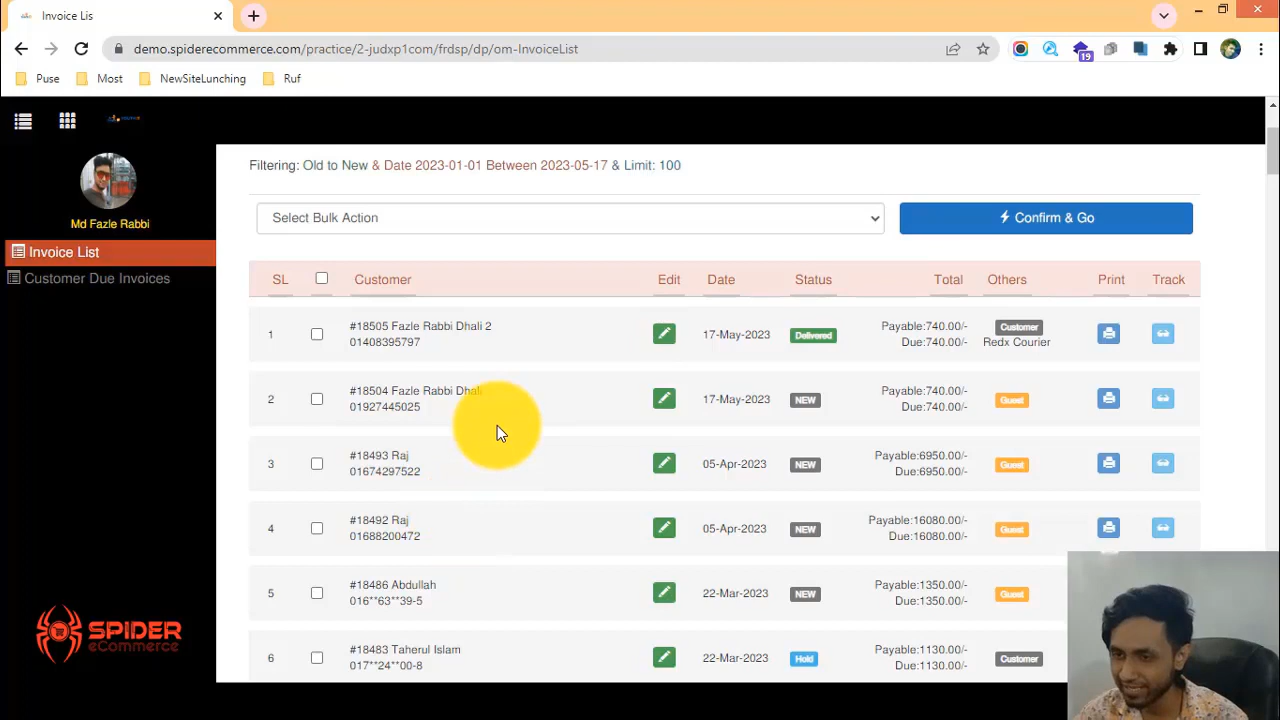 Invoice Lis
demo.spiderecommerce.com/practice/2-judxp1com/frdsp/dp/om-InvoiceList
19
Puse Most NewSiteLunching Ruf
Md Fazle Rabbi
Invoice List
Customer Due Invoices
SPIDER
eCommerce
Filtering: Old to New & Date 2023-01-01 Between 2023-05-17 & Limit: 100
Select Bulk Action Confirm & Go
SL Customer Edit Date Status Total Others Print Track
1 #18505 Fazle Rabbi Dhali 2 17-May-2023 Delivered Payable:740.00/- Customer
01408395797 Due:740.00/- Redx Courier
2 #18504 Fazle Rabbi Dhali 17-May-2023 NEW Payable:740.00/- Guest
01927445025 Due:740.00/-
3 #18493 Raj 05-Apr-2023 NEW Payable:6950.00/- Guest
01674297522 Due:6950.00/-
4 #18492 Raj 05-Apr-2023 NEW Payable:16080.00/- Guest
01688200472 Due:16080.00/-
5 #18486 Abdullah 22-Mar-2023 NEW Payable:1350.00/- Guest
016**63**39-5 Due:1350.00/-
6 #18483 Taherul Islam 22-Mar-2023 Hold Payable:1130.00/- Customer
017**24**00-8 Due:1130.00/-